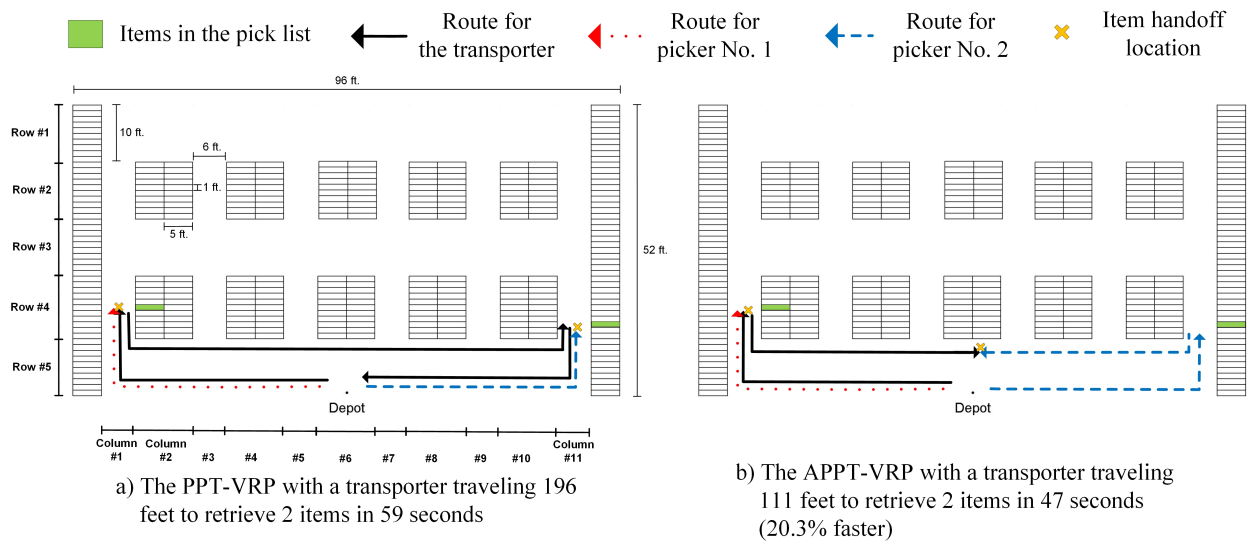 Items in the pick list
Route for
the transporter
Route for
picker No. 1
Route for
picker No. 2
Item handoff
location
96 ft.
Row #1
10 ft.
6 ft.
Row #2
1 ft.
5 ft.
Row #3
52 ft.
Row #4
Row #5
Depot
Depot
Column
#1
Column
#2
#3
#4
#5
#6
#7
#8
#9
#10
Column
#11
a) The PPT-VRP with a transporter traveling 196
feet to retrieve 2 items in 59 seconds
b) The APPT-VRP with a transporter traveling
111 feet to retrieve 2 items in 47 seconds
(20.3% faster)